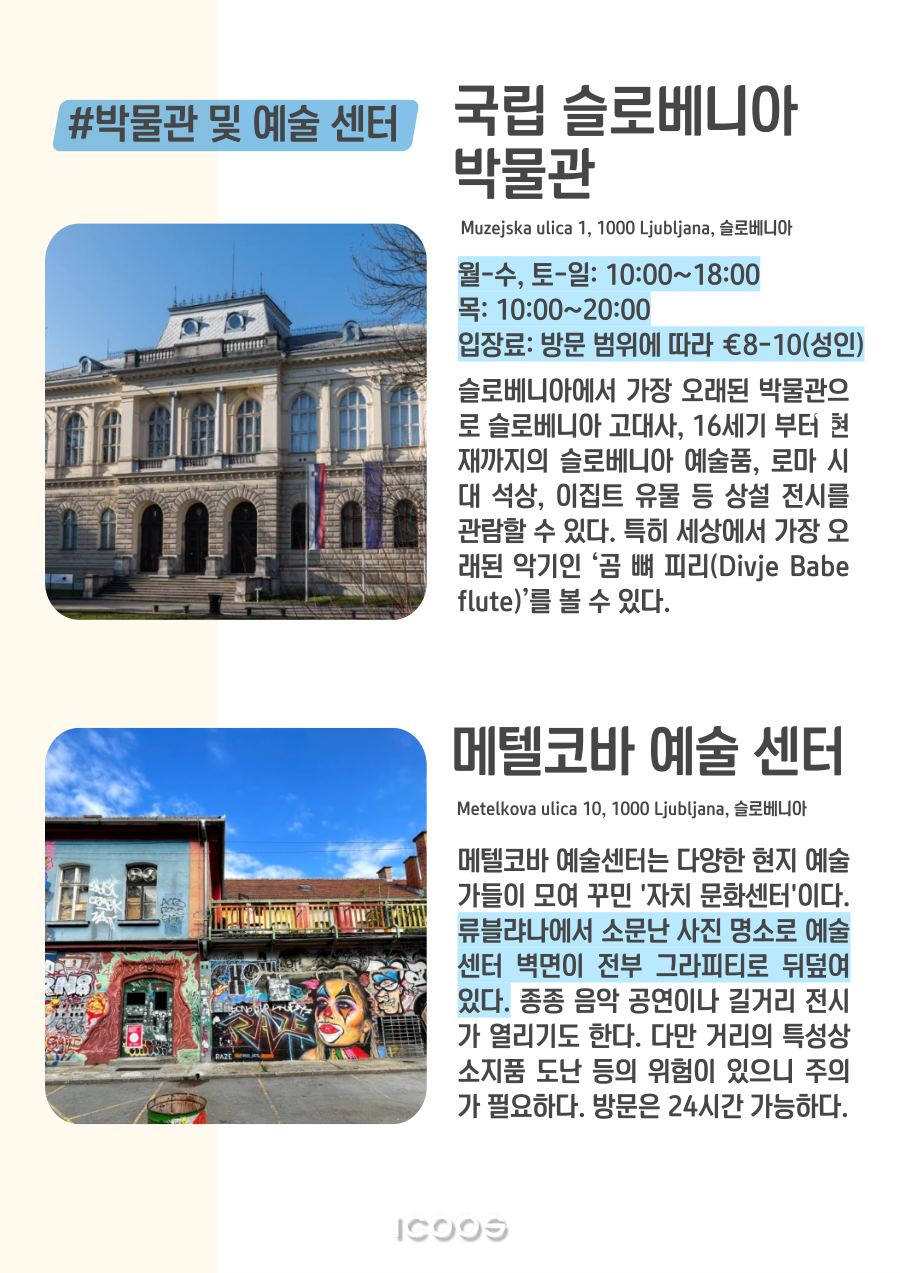 #박물관 및 예술 센터
국립 슬로베니아
박물관
Muzejska ulica 1, 1000 Ljubljana, 슬로베니아
월-수, 토-일: 10:00~18:00
목: 10:00~20:00
입장료: 방문 범위에 따라 €8-10(성인)
슬로베니아에서 가장 오래된 박물관으
로 슬로베니아 고대사, 16세기 부터 현
재까지의 슬로베니아 예술품, 로마 시
대 석상, 이집트 유물 등 상설 전시를
관람할 수 있다. 특히 세상에서 가장 오
래된 악기인 ‘곰 뼈 피리(Divje Babe
flute)’를 볼 수 있다.
메텔코바 예술 센터
Metelkova ulica 10, 1000 Ljubljana, 슬로베니아
메텔코바 예술센터는 다양한 현지 예술
가들이 모여 꾸민 '자치 문화센터'이다.
류블랴나에서 소문난 사진 명소로 예술
센터 벽면이 전부 그라피티로 뒤덮여
있다. 종종 음악 공연이나 길거리 전시
가 열리기도 한다. 다만 거리의 특성상
소지품 도난 등의 위험이 있으니 주의
가 필요하다. 방문은 24시간 가능하다.
RAZE
ICOOS